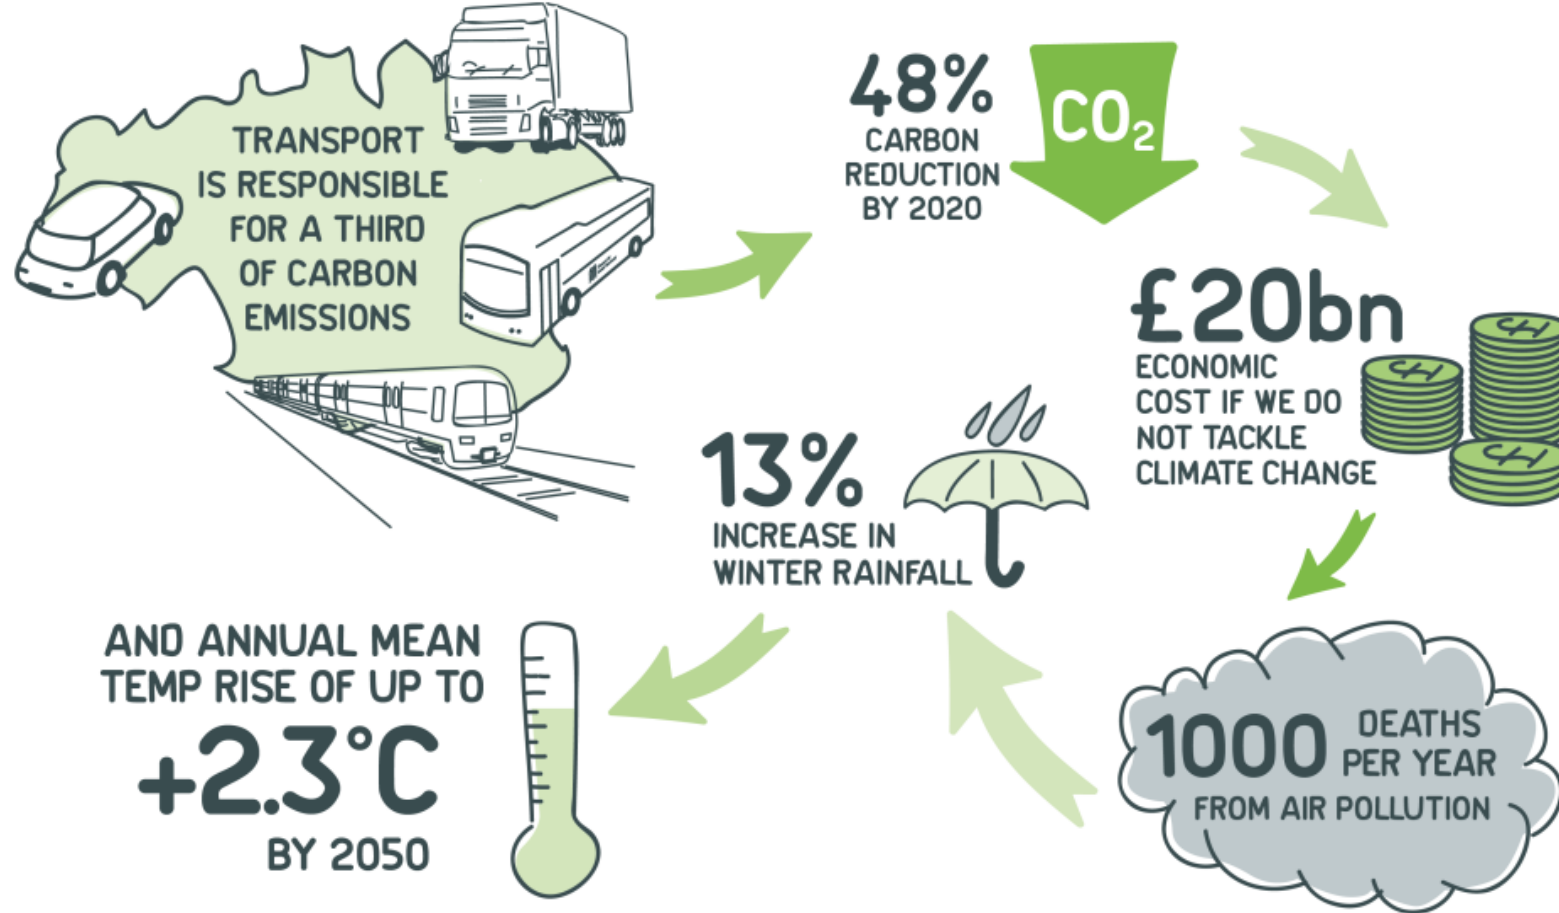 TRANSPORT
IS RESPONSIBLE
FOR A THIRD
OF CARBON
EMISSIONS
48%
CARBON
REDUCTION
BY 2020
CO₂
£20bn
ECONOMIC
COST IF WE DO
NOT TACKLE
CLIMATE CHANGE
1000 DEATHS
PER YEAR
FROM AIR POLLUTION
13%
INCREASE IN
WINTER RAINFALL
AND ANNUAL MEAN
TEMP RISE OF UP TO
+2.3°C
BY 2050